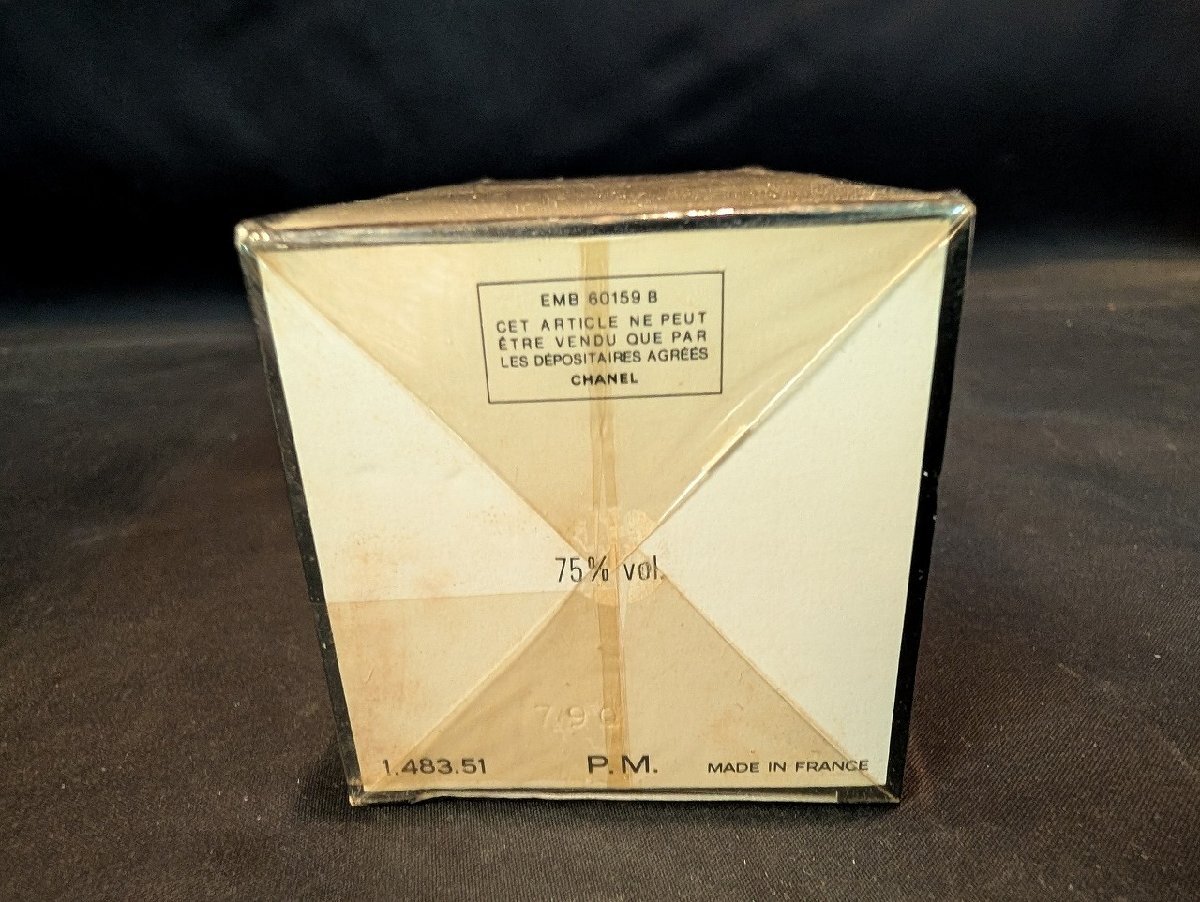 EMB 60159 B
CET ARTICLE NE PEUT
ÊTRE VENDU QUE PAR
LES DÉPOSITAIRES AGRÉÉS
CHANEL
75% vol.
1.483.51 P.M. MADE IN FRANCE